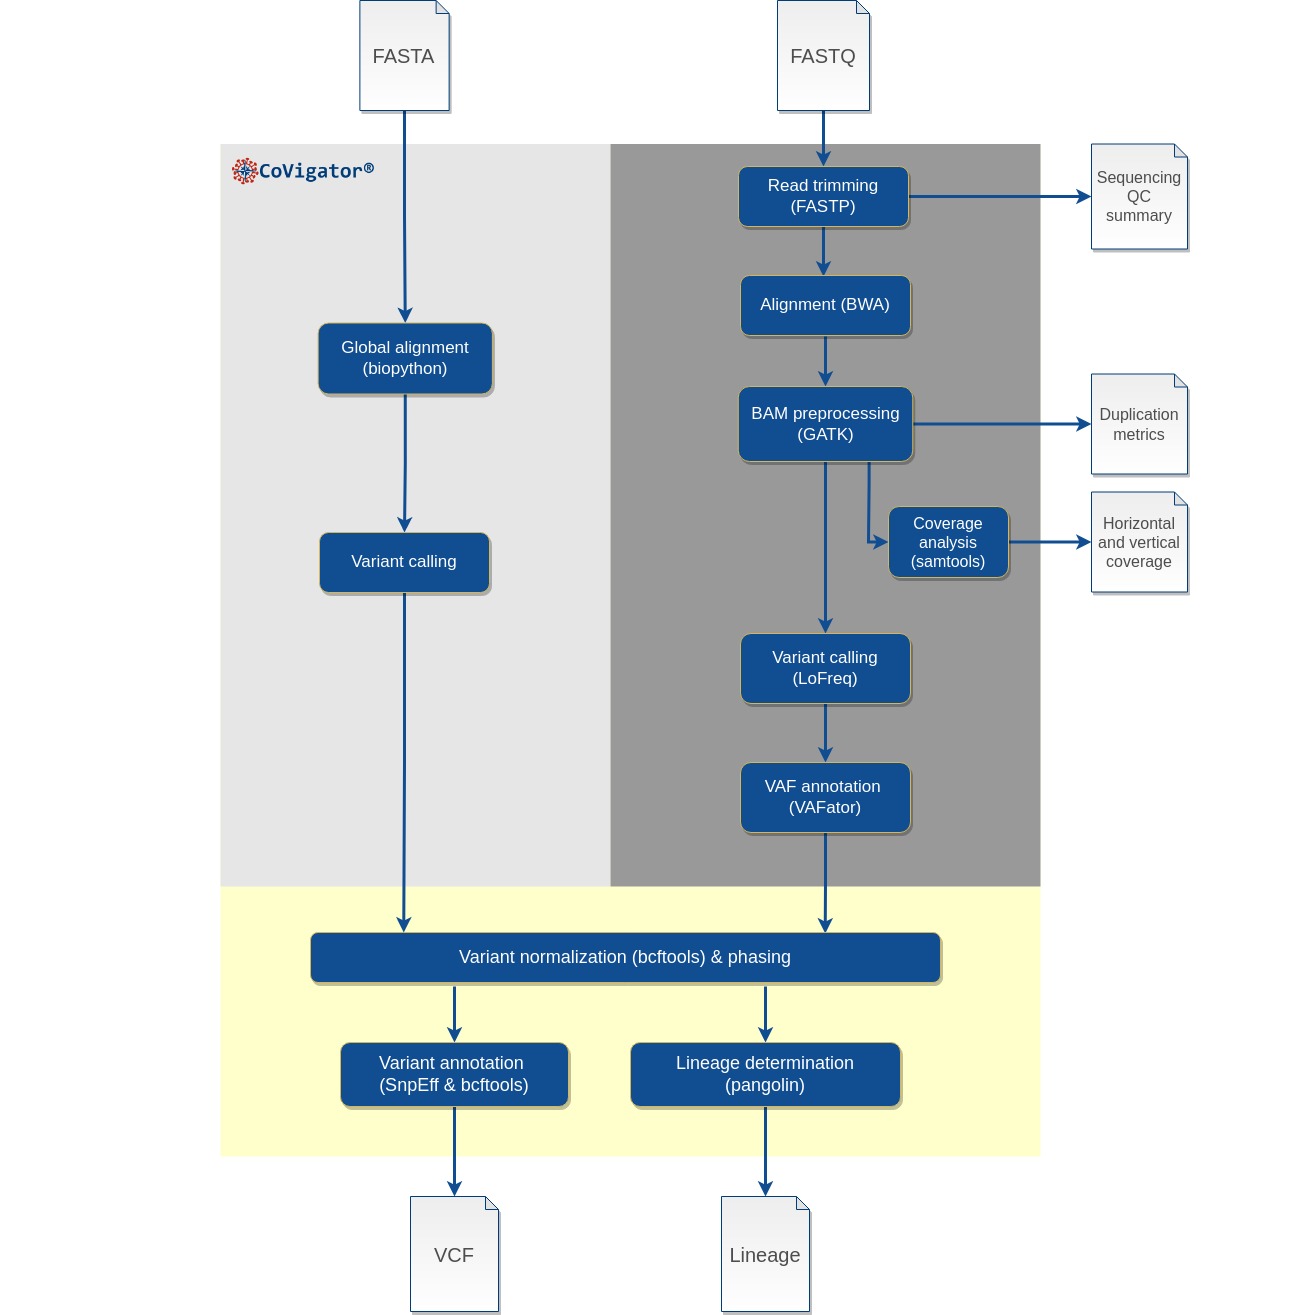 FASTA
FASTQ
CoVigator®
Read trimming
(FASTP)
Sequencing
QC
summary
Alignment (BWA)
Global alignment
(biopython)
BAM preprocessing
(GATK)
Duplication
metrics
Variant calling
Coverage
analysis
(samtools)
Horizontal
and vertical
coverage
Variant calling
(LoFreq)
VAF annotation
(VAFator)
Variant normalization (bcftools) & phasing
Variant annotation
(SnpEff & bcftools)
Lineage determination
(pangolin)
VCF
Lineage